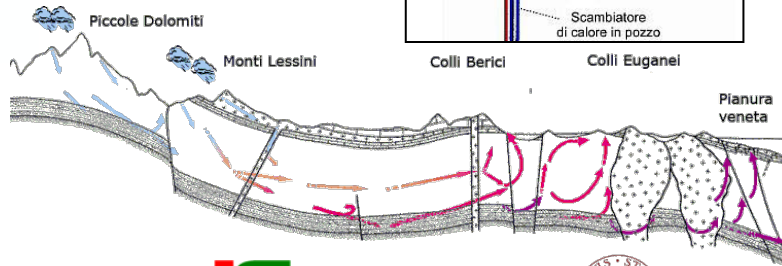 Scambiatore
di calore in pozzo
Piccole Dolomiti
Monti Lessini
Colli Berici
Colli Euganei
Pianura
veneta